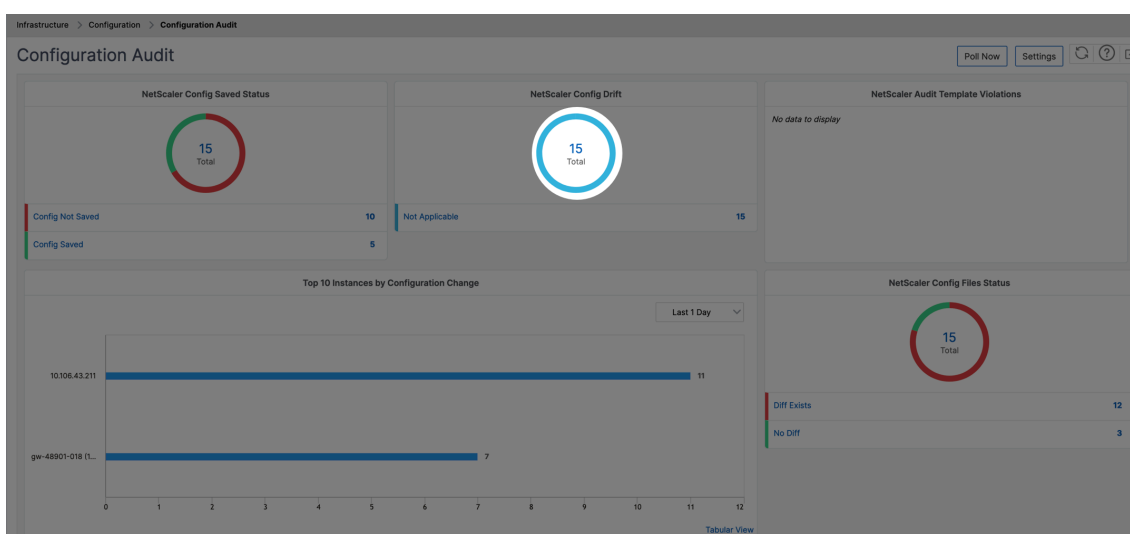 Infrastructure > Configuration > Configuration Audit
Configuration Audit
Poll Now
Settings
NetScaler Config Saved Status
15
Total
Config Not Saved 10
Config Saved 5
NetScaler Config Drift
15
Total
Not Applicable 15
NetScaler Audit Template Violations
No data to display
Top 10 Instances by Configuration Change
Last 1 Day
10.106.43.211 11
gw-48901-018 (1... 7
0 1 2 3 4 5 6 7 8 9 10 11 12
Tabular View
NetScaler Config Files Status
15
Total
Diff Exists 12
No Diff 3